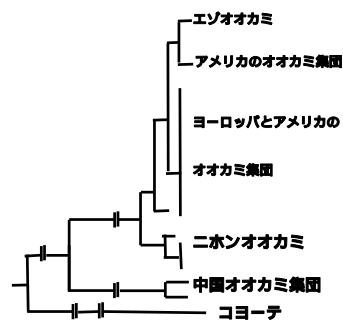 エゾオオカミ
アメリカのオオカミ集団
ヨーロッパとアメリカの
オオカミ集団
ニホンオオカミ
中国オオカミ集団
コヨーテ